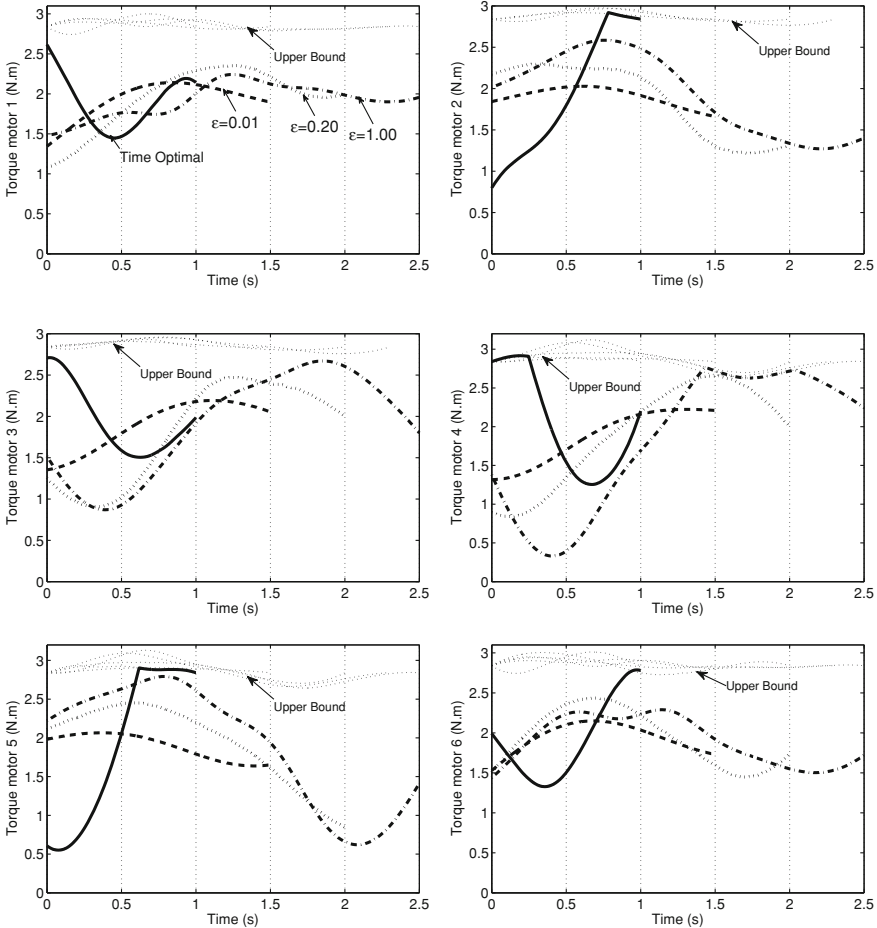 3
2.5
2
1.5
1
0.5
0
Torque motor 1 (N.m)
Upper Bound
ε=0.01
ε=0.20
ε=1.00
Time Optimal
0 0.5 1 1.5 2 2.5
Time (s)
3
2.5
2
1.5
1
0.5
0
Torque motor 2 (N.m)
Upper Bound
0 0.5 1 1.5 2 2.5
Time (s)
3
2.5
2
1.5
1
0.5
0
Torque motor 3 (N.m)
Upper Bound
0 0.5 1 1.5 2 2.5
Time (s)
3
2.5
2
1.5
1
0.5
0
Torque motor 4 (N.m)
Upper Bound
0 0.5 1 1.5 2 2.5
Time (s)
3
2.5
2
1.5
1
0.5
0
Torque motor 5 (N.m)
Upper Bound
0 0.5 1 1.5 2 2.5
Time (s)
3
2.5
2
1.5
1
0.5
0
Torque motor 6 (N.m)
Upper Bound
0 0.5 1 1.5 2 2.5
Time (s)